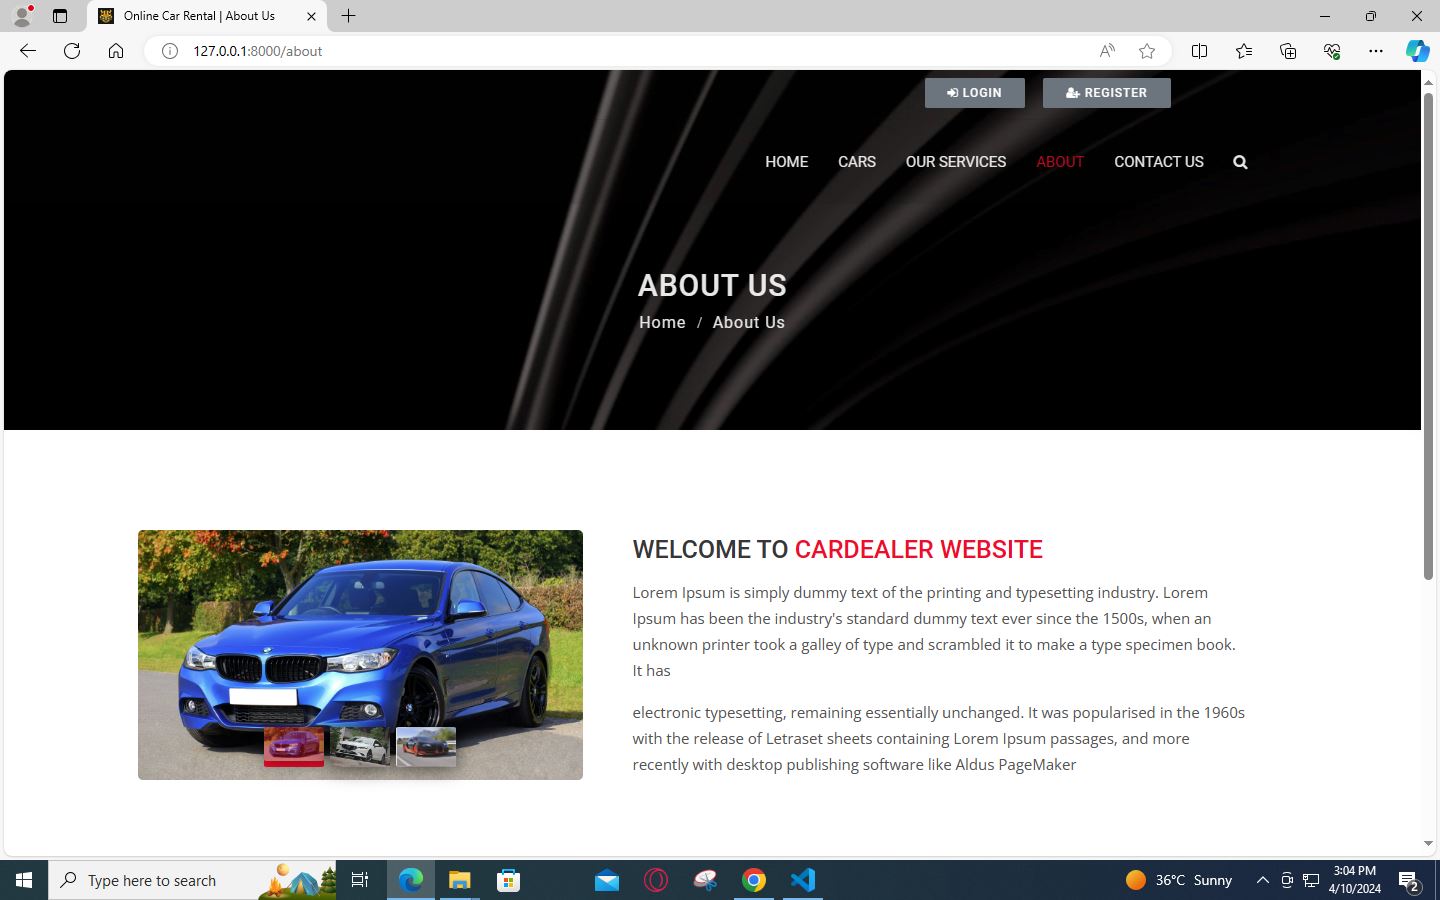 Online Car Rental | About Us
127.0.0.1:8000/about
LOGIN
REGISTER
HOME
CARS
OUR SERVICES
ABOUT
CONTACT US
ABOUT US
Home / About Us
WELCOME TO CARDEALER WEBSITE
Lorem Ipsum is simply dummy text of the printing and typesetting industry. Lorem
Ipsum has been the industry's standard dummy text ever since the 1500s, when an
unknown printer took a galley of type and scrambled it to make a type specimen book.
It has
electronic typesetting, remaining essentially unchanged. It was popularised in the 1960s
with the release of Letraset sheets containing Lorem Ipsum passages, and more
recently with desktop publishing software like Aldus PageMaker
Type here to search
36°C Sunny
3:04 PM
4/10/2024
2